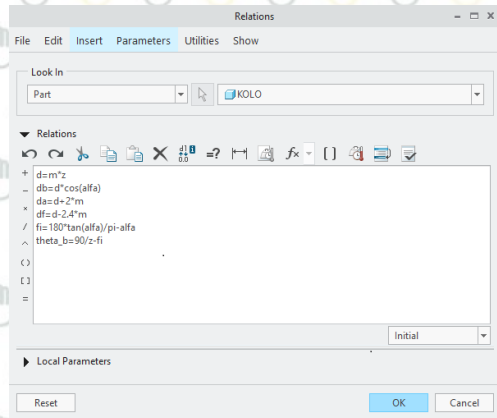 Relations
File Edit Insert Parameters Utilities Show
Look In
Part KOLO
Relations
d=m*z
db=d*cos(alfa)
da=d+2*m
df=d-2.4*m
fi=180*tan(alfa)/pi-alfa
theta_b=90/z-fi
Initial
Local Parameters
Reset OK Cancel